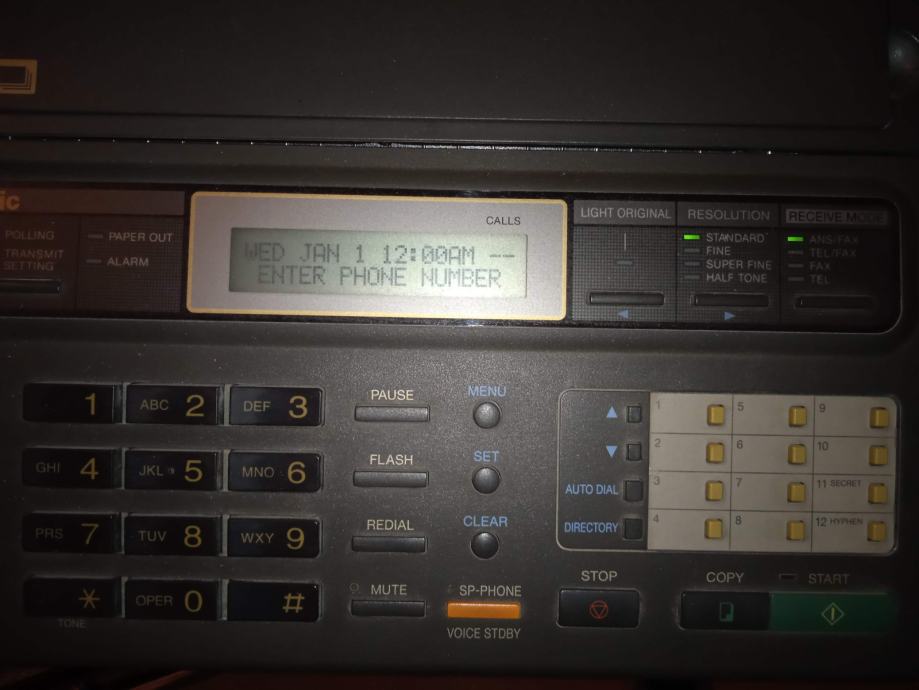 ic
POLLING
TRANSMIT
SETTING
PAPER OUT
ALARM
CALLS
WED JAN 1 12:00AM
ENTER PHONE NUMBER
LIGHT ORIGINAL
RESOLUTION
STANDARD
FINE
SUPER FINE
HALF TONE
RECEIVE MODE
ANS/FAX
TEL/FAX
FAX
TEL
1
ABC 2
DEF 3
GHI 4
JKL 5
MNO 6
PRS 7
TUV 8
WXY 9
*
TONE
OPER 0
#
PAUSE
FLASH
REDIAL
MUTE
MENU
SET
CLEAR
SP-PHONE
VOICE STDBY
▲
▼
AUTO DIAL
DIRECTORY
1
2
3
4
5
6
7
8
9
10
11 SECRET
12 HYPHEN
STOP
COPY
START